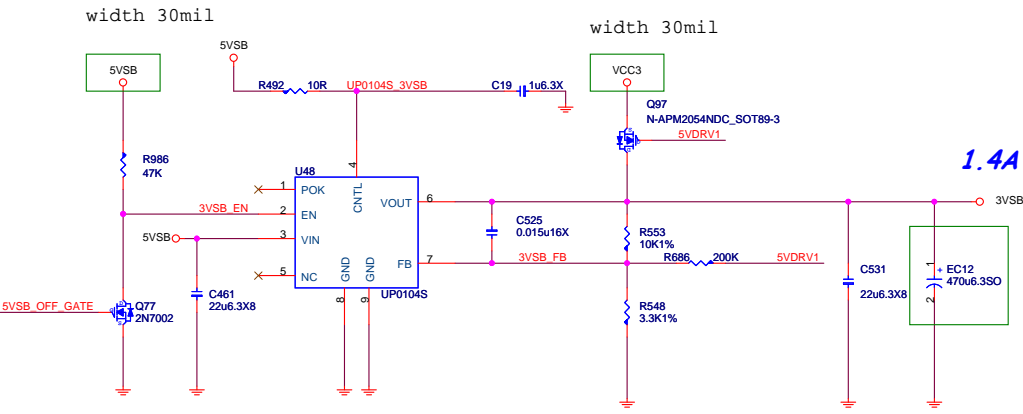 width 30mil
width 30mil
5VSB
5VSB
VCC3
R492 10R
UP0104S_3VSB
C19 1u6.3X
Q97
N-APM2054NDC_SOT89-3
5VDRV1
1.4A
R986
47K
U48
4
1 POK
CNTL
VOUT 6
3VSB
3VSB_EN
2 EN
C525
0.015u16X
R553
10K1%
5VSB
3 VIN
FB 7
3VSB_FB
R686 200K
5VDRV1
5 NC
GND
GND
UP0104S
8
9
C461
22u6.3X8
C531
22u6.3X8
1
+ EC12
470u6.3SO
2
5VSB_OFF_GATE
Q77
2N7002
R548
3.3K1%